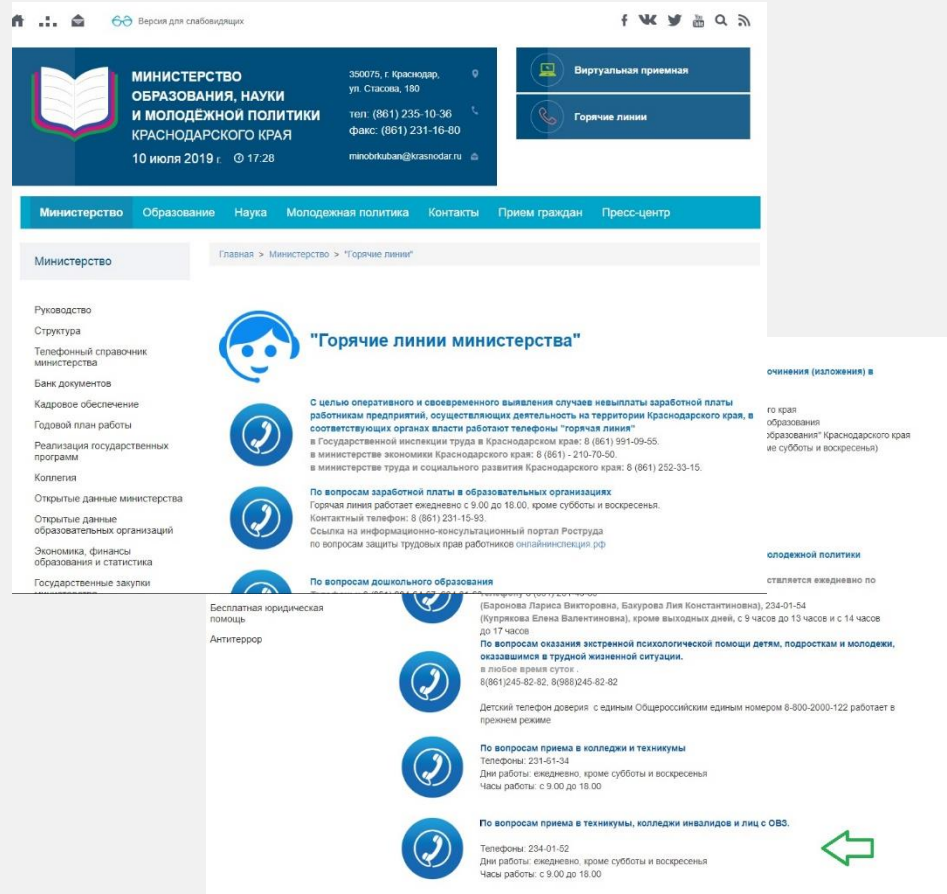 Версия для слабовидящих
f
You
МИНИСТЕРСТВО
ОБРАЗОВАНИЯ, НАУКИ
И МОЛОДЁЖНОЙ ПОЛИТИКИ
КРАСНОДАРСКОГО КРАЯ
10 июля 2019 г. 17:28
350075, г. Краснодар,
ул. Стасова, 180
тел: (861) 235-10-36
факс: (861) 231-16-80
minobrkuban@krasnodar.ru
Виртуальная приемная
Горячие линии
Министерство Образование Наука Молодежная политика Контакты Прием граждан Пресс-центр
Министерство
Главная > Министерство > "Горячие линии"
Руководство
Структура
Телефонный справочник
министерства
Банк документов
Кадровое обеспечение
Годовой план работы
Реализация государственных
программ
Коллегия
Открытые данные министерства
Открытые данные
образовательных организаций
Экономика, финансы
образования и статистика
Государственные закупки
"Горячие линии министерства"
С целью оперативного и своевременного выявления случаев невыплаты заработной платы
работникам предприятий, осуществляющих деятельность на территории Краснодарского края, в
соответствующих органах власти работают телефоны "горячая линия"
в Государственной инспекции труда в Краснодарском крае: 8 (861) 991-09-55.
в министерстве экономики Краснодарского края: 8 (861) - 210-70-50.
в министерстве труда и социального развития Краснодарского края: 8 (861) 252-33-15.
По вопросам заработной платы в образовательных организациях
Горячая линия работает ежедневно с 9.00 до 18.00, кроме субботы и воскресенья.
Контактный телефон: 8 (861) 231-15-93.
Ссылка на информационно-консультационный портал Роструда
по вопросам защиты трудовых прав работников онлайнинспекция.рф
По вопросам дошкольного образования
очинения (изложения) в
го края
образования
образования" Краснодарского края
ме субботы и воскресенья)
олодежной политики
ствляется ежедневно по
Бесплатная юридическая
помощь
Антитеррор
(Баронова Лариса Викторовна, Бакурова Лия Константиновна), 234-01-54
(Купрякова Елена Валентиновна), кроме выходных дней, с 9 часов до 13 часов и с 14 часов
до 17 часов
По вопросам оказания экстренной психологической помощи детям, подросткам и молодежи,
оказавшимся в трудной жизненной ситуации.
в любое время суток .
8(861)245-82-82, 8(988)245-82-82
Детский телефон доверия с единым Общероссийским единым номером 8-800-2000-122 работает в
прежнем режиме
По вопросам приема в колледжи и техникумы
Телефоны: 231-61-34
Дни работы: ежедневно, кроме субботы и воскресенья
Часы работы: с 9.00 до 18.00
По вопросам приема в техникумы, колледжи инвалидов и лиц с ОВЗ.
Телефоны: 234-01-52
Дни работы: ежедневно, кроме субботы и воскресенья
Часы работы: с 9.00 до 18.00